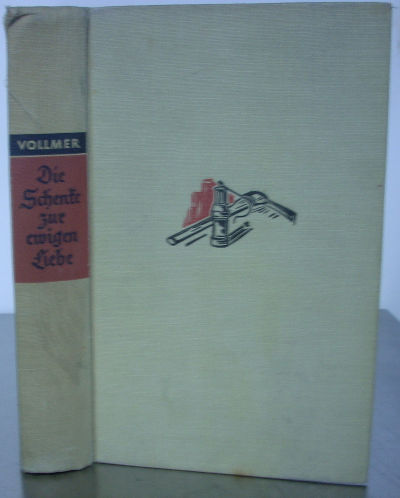 VOLLMER
Die
Schenke
zur
ewigen
Liebe